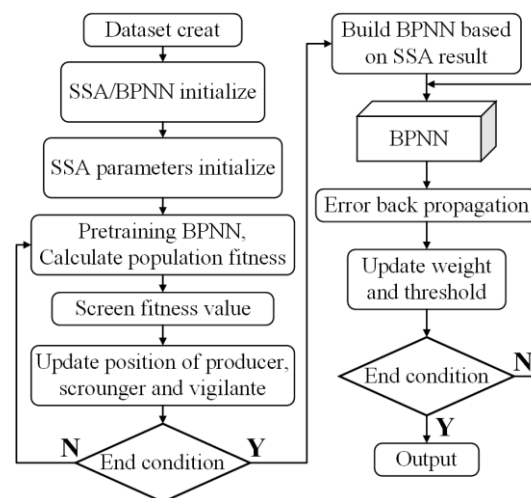 Dataset creat
SSA/BPNN initialize
SSA parameters initialize
Pretraining BPNN,
Calculate population fitness
Screen fitness value
Update position of producer,
scrounger and vigilante
N
End condition
Y
Build BPNN based
on SSA result
BPNN
Error back propagation
Update weight
and threshold
End condition
N
Y
Output